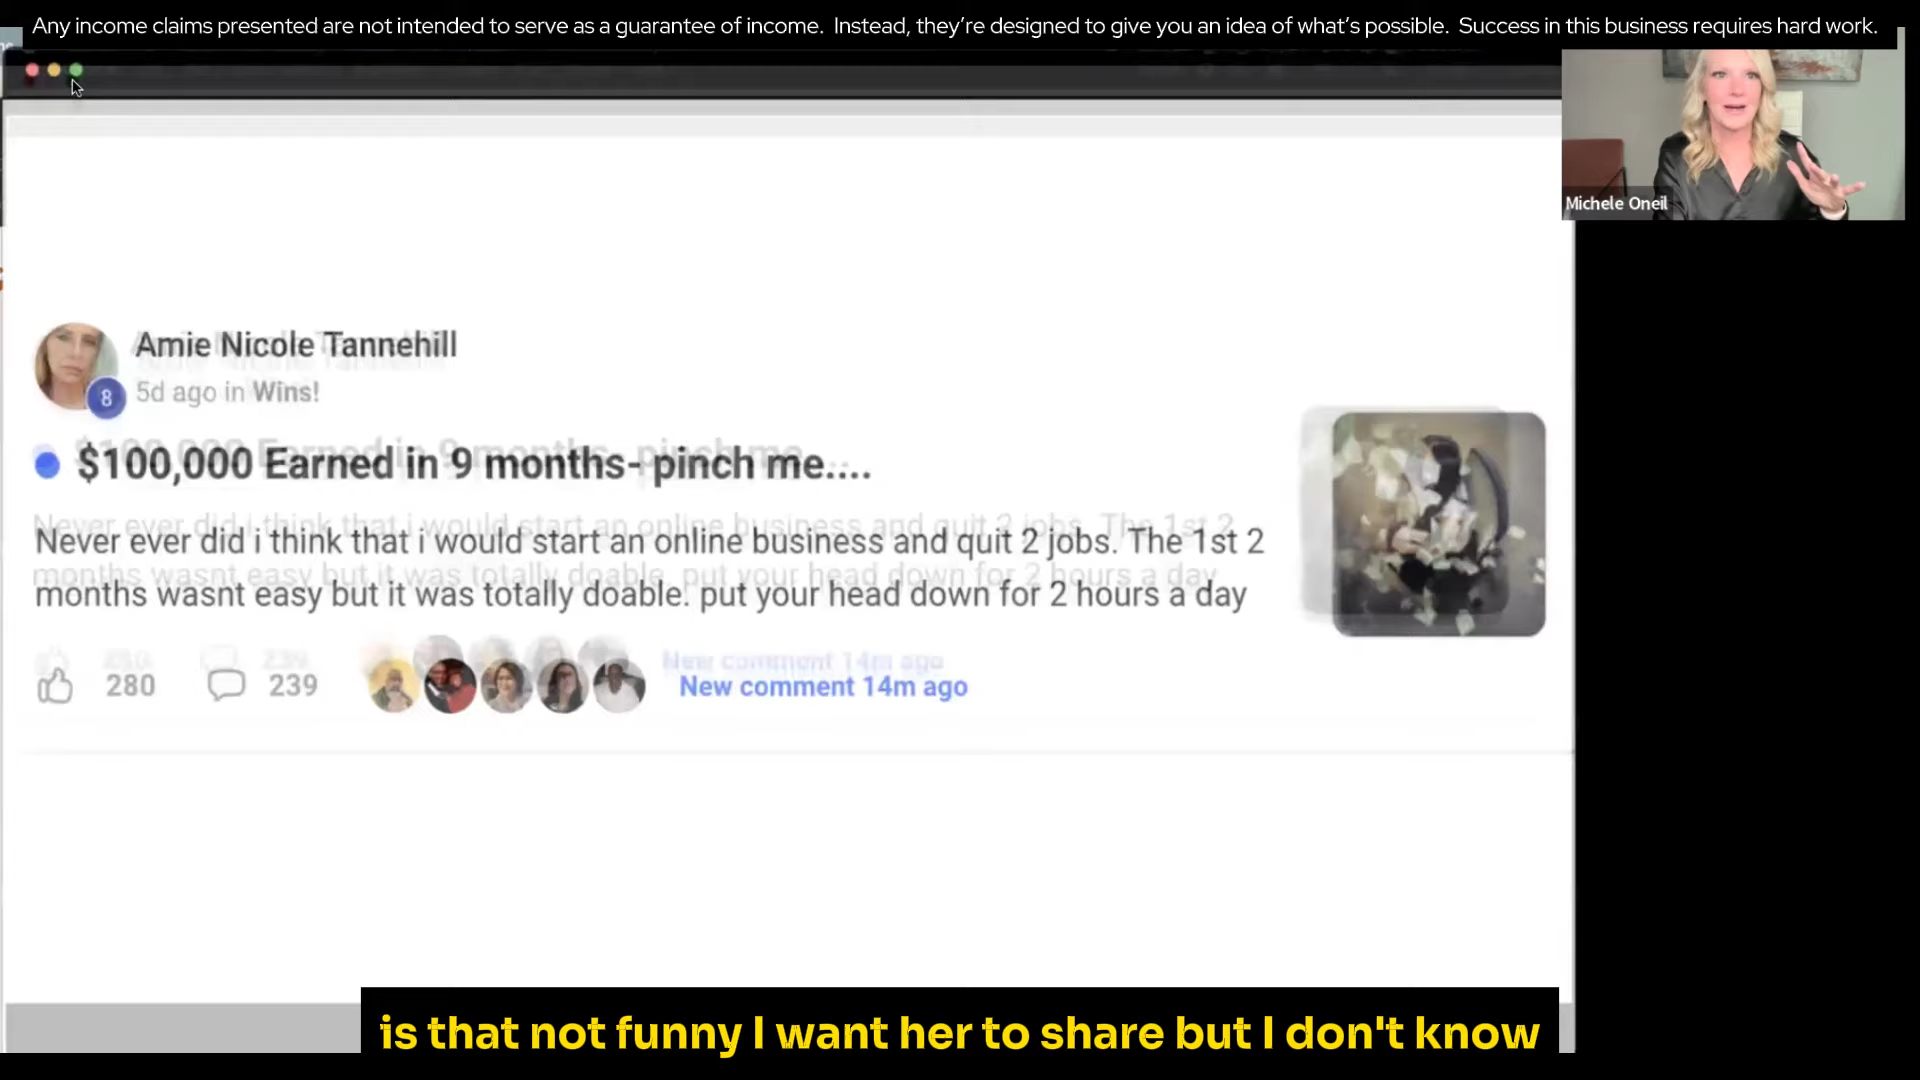 Any income claims presented are not intended to serve as a guarantee of income. Instead, they're designed to give you an idea of what's possible. Success in this business requires hard work.
Michele Oneil
Amie Nicole Tannehill
8
5d ago in Wins!
$100,000 Earned in 9 months- pinch me....
Never ever did i think that i would start an online business and quit 2 jobs. The 1st 2
months wasnt easy but it was totally doable. put your head down for 2 hours a day
280 239 New comment 14m ago
is that not funny I want her to share but I don't know